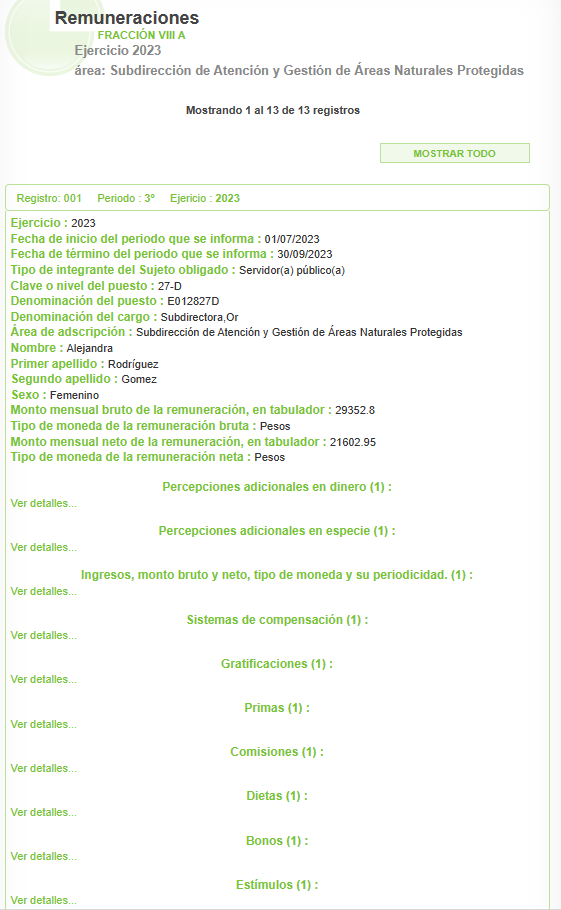 Remuneraciones
FRACCIÓN VIII A
Ejercicio 2023
área: Subdirección de Atención y Gestión de Áreas Naturales Protegidas
Mostrando 1 al 13 de 13 registros
MOSTRAR TODO
Registro: 001 Periodo : 3º Ejericio : 2023
Ejercicio : 2023
Fecha de inicio del periodo que se informa : 01/07/2023
Fecha de término del periodo que se informa : 30/09/2023
Tipo de integrante del Sujeto obligado : Servidor(a) público(a)
Clave o nivel del puesto : 27-D
Denominación del puesto : E012827D
Denominación del cargo : Subdirectora,Or
Área de adscripción : Subdirección de Atención y Gestión de Áreas Naturales Protegidas
Nombre : Alejandra
Primer apellido : Rodríguez
Segundo apellido : Gomez
Sexo : Femenino
Monto mensual bruto de la remuneración, en tabulador : 29352.8
Tipo de moneda de la remuneración bruta : Pesos
Monto mensual neto de la remuneración, en tabulador : 21602.95
Tipo de moneda de la remuneración neta : Pesos
Percepciones adicionales en dinero (1) :
Ver detalles...
Percepciones adicionales en especie (1) :
Ver detalles...
Ingresos, monto bruto y neto, tipo de moneda y su periodicidad. (1) :
Ver detalles...
Sistemas de compensación (1) :
Ver detalles...
Gratificaciones (1) :
Ver detalles...
Primas (1) :
Ver detalles...
Comisiones (1) :
Ver detalles...
Dietas (1) :
Ver detalles...
Bonos (1) :
Ver detalles...
Estímulos (1) :
Ver detalles...